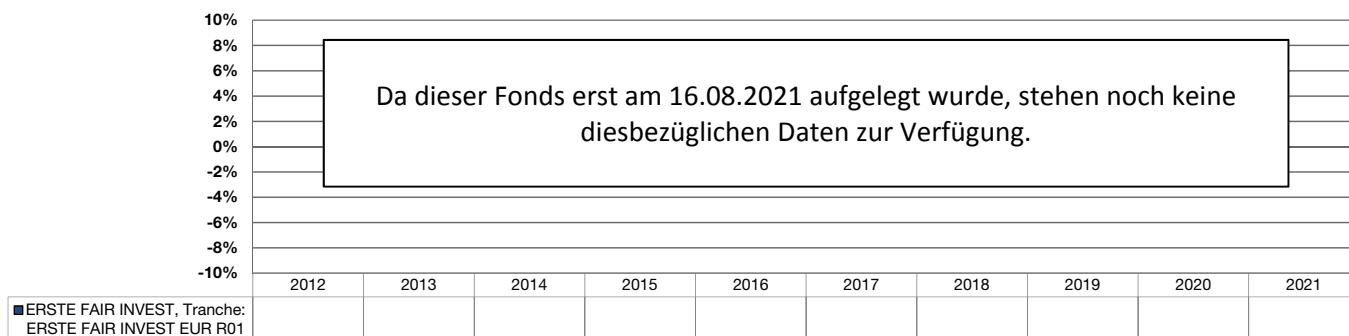 10%
8%
6%
4%
2%
0%
-2%
-4%
-6%
-8%
-10%
Da dieser Fonds erst am 16.08.2021 aufgelegt wurde, stehen noch keine
diesbezüglichen Daten zur Verfügung.
2012 2013 2014 2015 2016 2017 2018 2019 2020 2021
ERSTE FAIR INVEST, Tranche:
ERSTE FAIR INVEST EUR R01